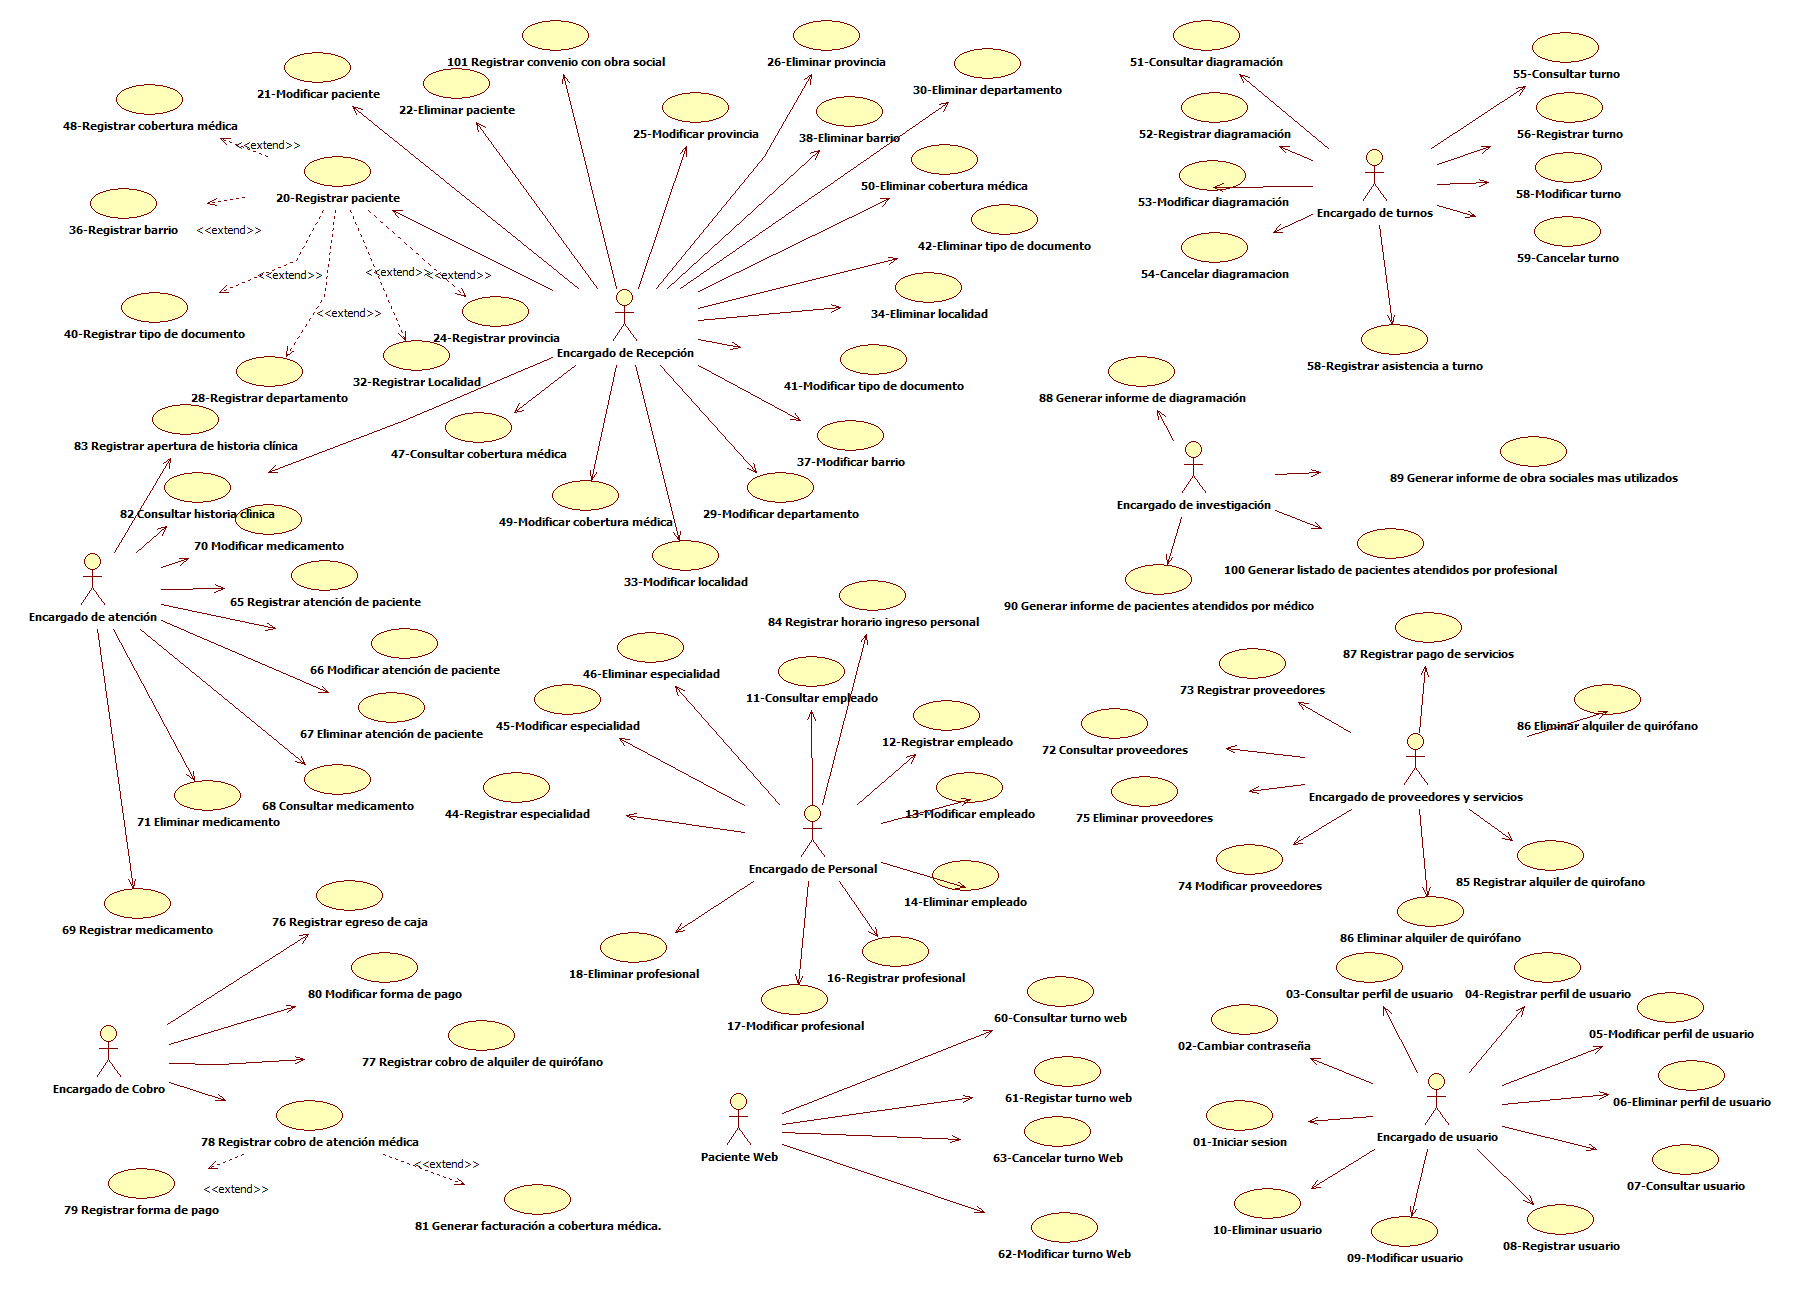 101 Registrar convenio con obra social
26-Eliminar provincia
51-Consultar diagramación
55-Consultar turno
21-Modificar paciente
22-Eliminar paciente
30-Eliminar departamento
48-Registrar cobertura médica
25-Modificar provincia
38-Eliminar barrio
52-Registrar diagramación
56-Registrar turno
<<extend>>
20-Registrar paciente
50-Eliminar cobertura médica
53-Modificar diagramación
58-Modificar turno
Encargado de turnos
36-Registrar barrio
<<extend>>
42-Eliminar tipo de documento
54-Cancelar diagramacion
59-Cancelar turno
<<extend>>
<<extend>>
<<extend>>
<<extend>>
40-Registrar tipo de documento
24-Registrar provincia
34-Eliminar localidad
Encargado de Recepción
28-Registrar departamento
32-Registrar Localidad
41-Modificar tipo de documento
58-Registrar asistencia a turno
88 Generar informe de diagramación
83 Registrar apertura de historia clínica
47-Consultar cobertura médica
37-Modificar barrio
89 Generar informe de obra sociales mas utilizados
82 Consultar historia clinica
49-Modificar cobertura médica
29-Modificar departamento
Encargado de investigación
70 Modificar medicamento
33-Modificar localidad
100 Generar listado de pacientes atendidos por profesional
65 Registrar atención de paciente
90 Generar informe de pacientes atendidos por médico
Encargado de atención
84 Registrar horario ingreso personal
66 Modificar atención de paciente
46-Eliminar especialidad
87 Registrar pago de servicios
11-Consultar empleado
73 Registrar proveedores
67 Eliminar atención de paciente
45-Modificar especialidad
12-Registrar empleado
72 Consultar proveedores
86 Eliminar alquiler de quirófano
68 Consultar medicamento
71 Eliminar medicamento
44-Registrar especialidad
13-Modificar empleado
75 Eliminar proveedores
Encargado de proveedores y servicios
Encargado de Personal
74 Modificar proveedores
85 Registrar alquiler de quirofano
69 Registrar medicamento
76 Registrar egreso de caja
14-Eliminar empleado
86 Eliminar alquiler de quirófano
18-Eliminar profesional
16-Registrar profesional
80 Modificar forma de pago
17-Modificar profesional
60-Consultar turno web
03-Consultar perfil de usuario
04-Registrar perfil de usuario
05-Modificar perfil de usuario
02-Cambiar contraseña
77 Registrar cobro de alquiler de quirófano
Encargado de Cobro
61-Registar turno web
06-Eliminar perfil de usuario
78 Registrar cobro de atención médica
Paciente Web
63-Cancelar turno Web
01-Iniciar sesion
Encargado de usuario
<<extend>>
<<extend>>
79 Registrar forma de pago
81 Generar facturación a cobertura médica.
62-Modificar turno Web
07-Consultar usuario
10-Eliminar usuario
09-Modificar usuario
08-Registrar usuario